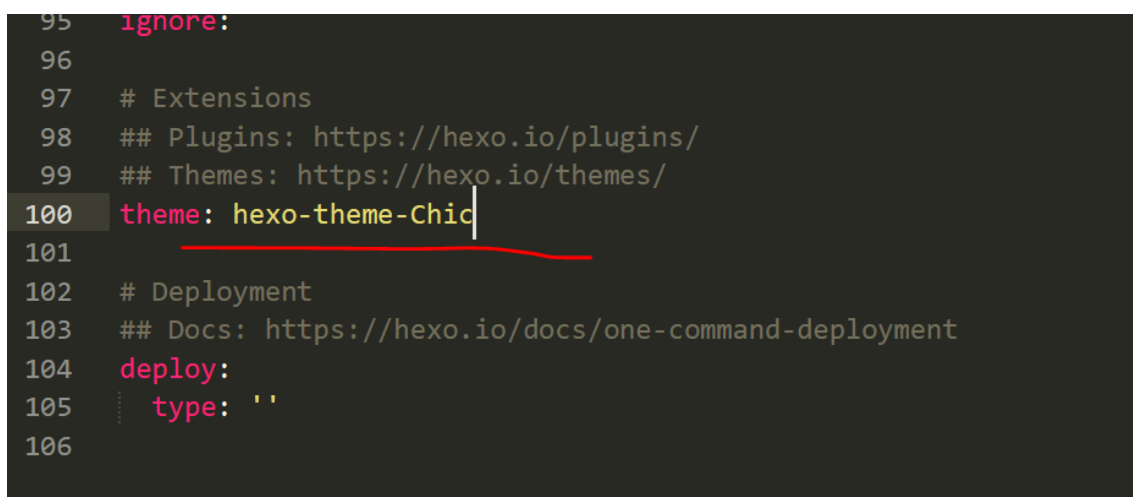 95 ignore:
96
97 # Extensions
98 ## Plugins: https://hexo.io/plugins/
99 ## Themes: https://hexo.io/themes/
100 theme: hexo-theme-Chic
101
102 # Deployment
103 ## Docs: https://hexo.io/docs/one-command-deployment
104 deploy:
105 type: ''
106